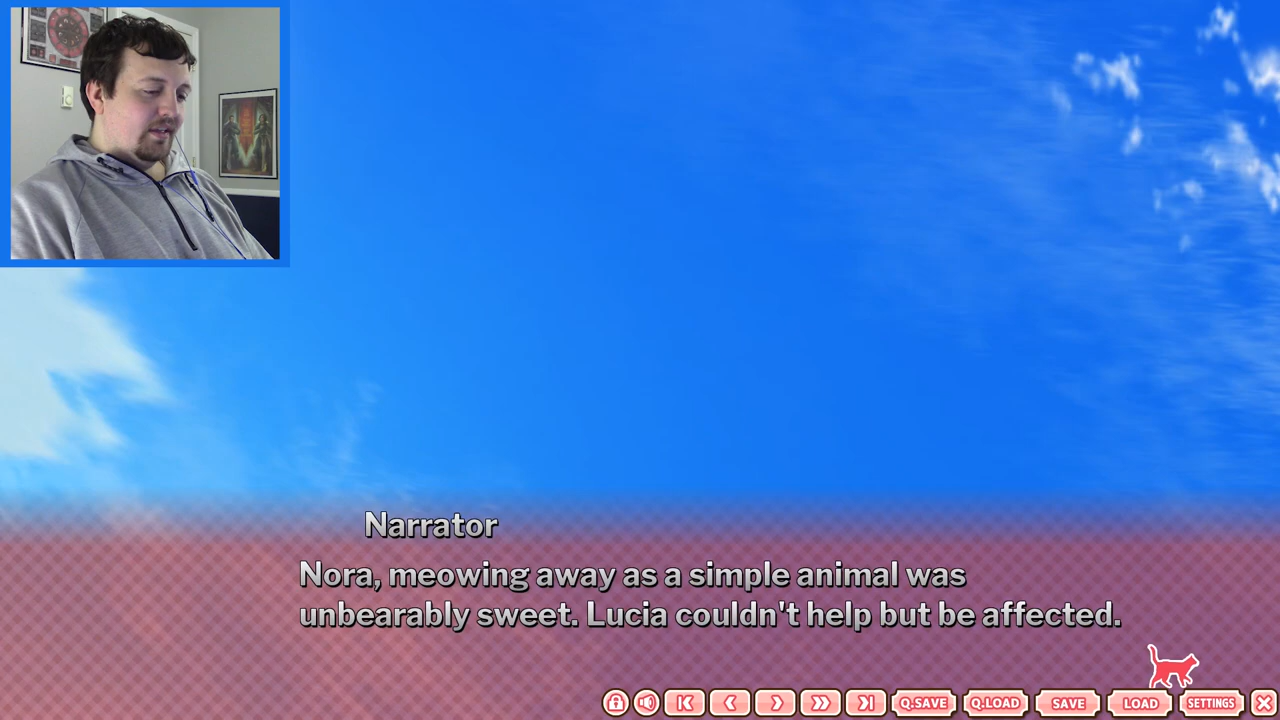 Narrator
Nora, meowing away as a simple animal was
unbearably sweet. Lucia couldn't help but be affected.
Q.SAVE Q.LOAD SAVE LOAD SETTINGS